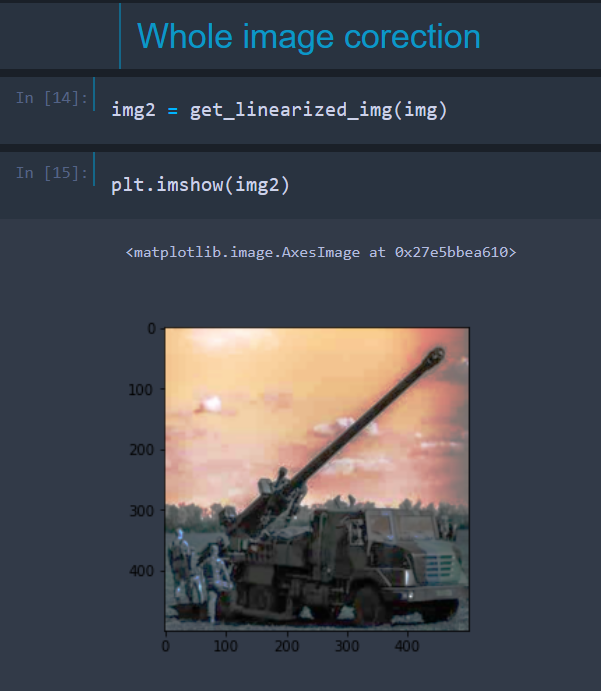 Whole image corection
In [14]:
img2 = get_linearized_img(img)
In [15]:
plt.imshow(img2)
<matplotlib.image.AxesImage at 0x27e5bbea610>
0
100
200
300
400
0 100 200 300 400